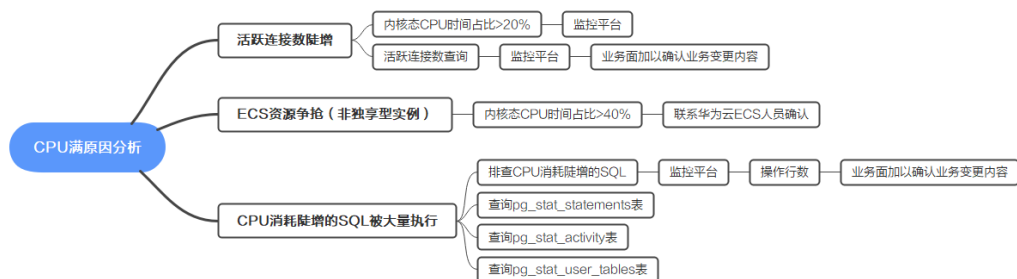 CPU满原因分析
活跃连接数陡增
内核态CPU时间占比>20%
监控平台
活跃连接数查询
监控平台
业务面加以确认业务变更内容
ECS资源争抢（非独享型实例）
内核态CPU时间占比>40%
联系华为云ECS人员确认
CPU消耗陡增的SQL被大量执行
排查CPU消耗陡增的SQL
监控平台
操作行数
业务面加以确认业务变更内容
查询pg_stat_statements表
查询pg_stat_activity表
查询pg_stat_user_tables表